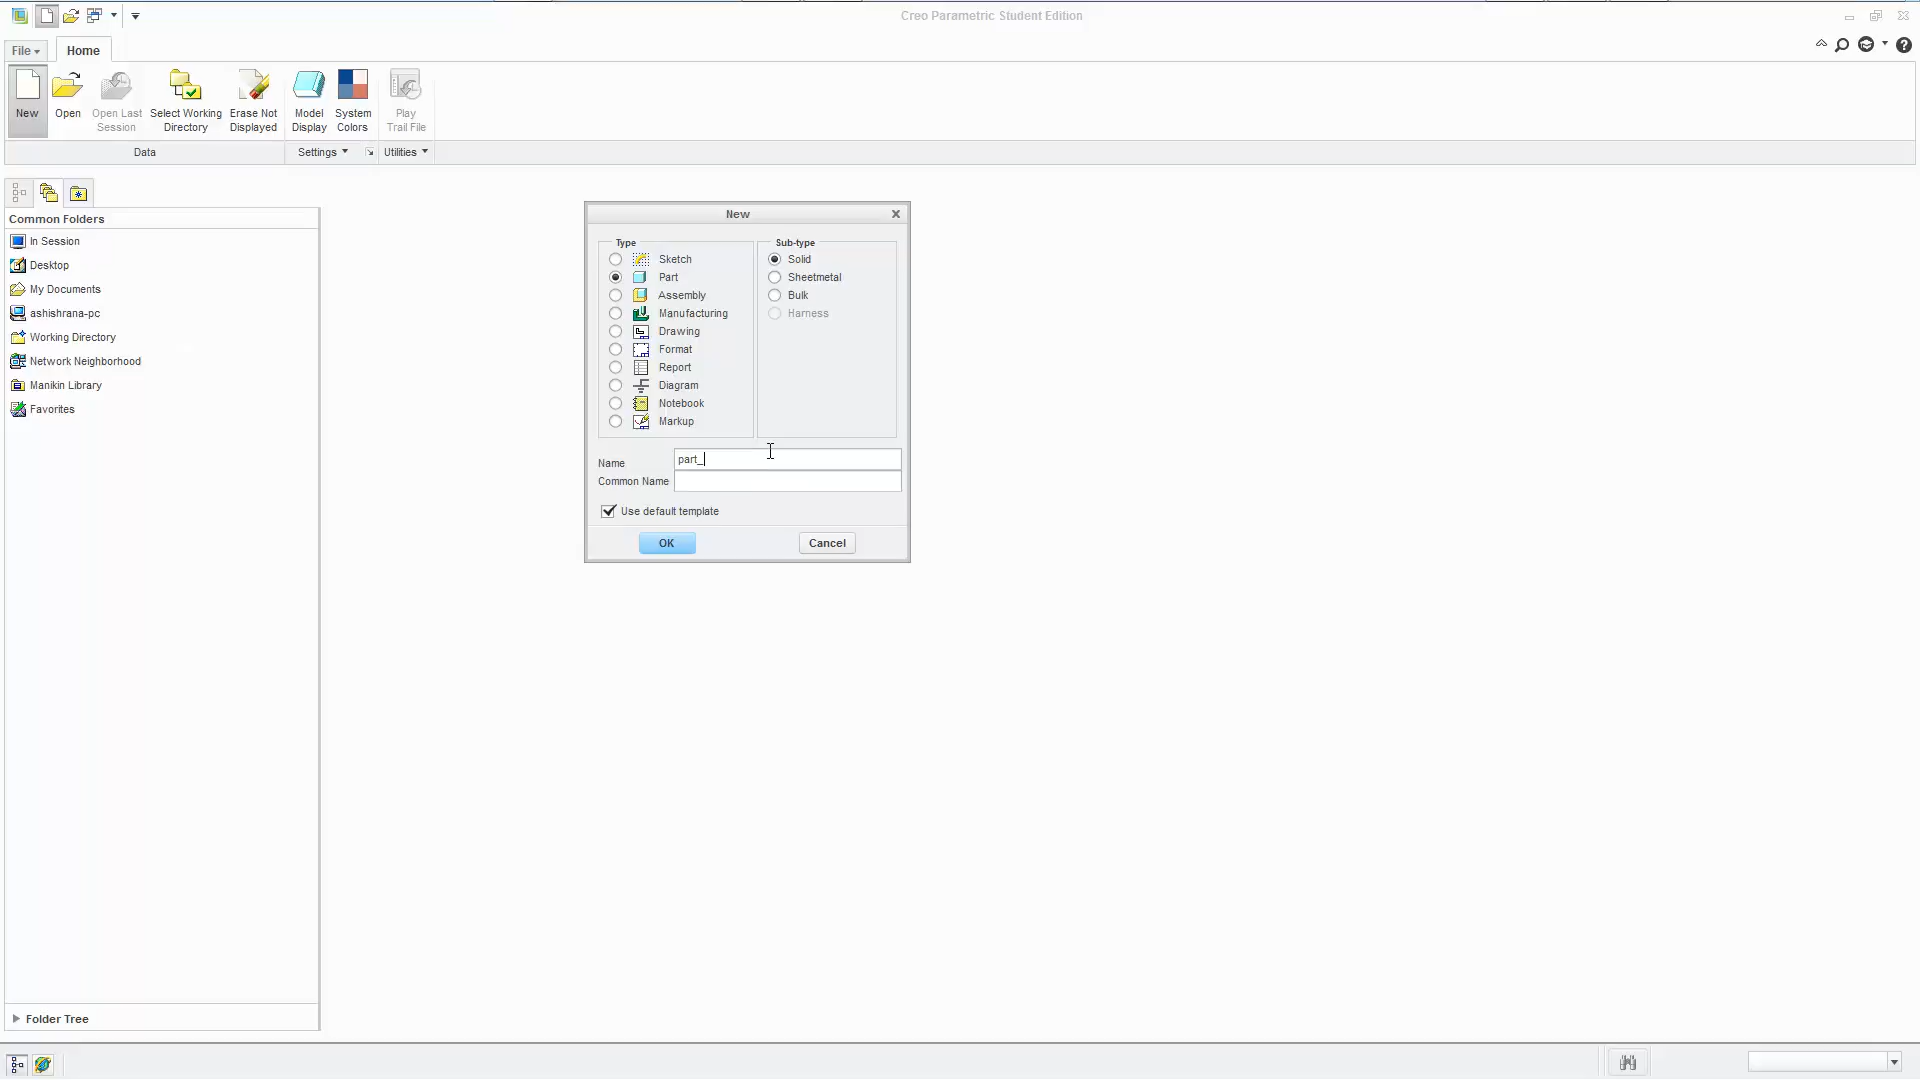 Creo Parametric Student Edition
File
Home
New
Open
Open Last
Session
Select Working
Directory
Erase Not
Displayed
Model
Display
System
Colors
Play
Trail File
Data
Settings
Utilities
Common Folders
In Session
Desktop
My Documents
ashishrana-pc
Working Directory
Network Neighborhood
Manikin Library
Favorites
Folder Tree
New
Type
Sketch
Part
Assembly
Manufacturing
Drawing
Format
Report
Diagram
Notebook
Markup
Sub-type
Solid
Sheetmetal
Bulk
Harness
Name part_
Common Name
Use default template
OK Cancel